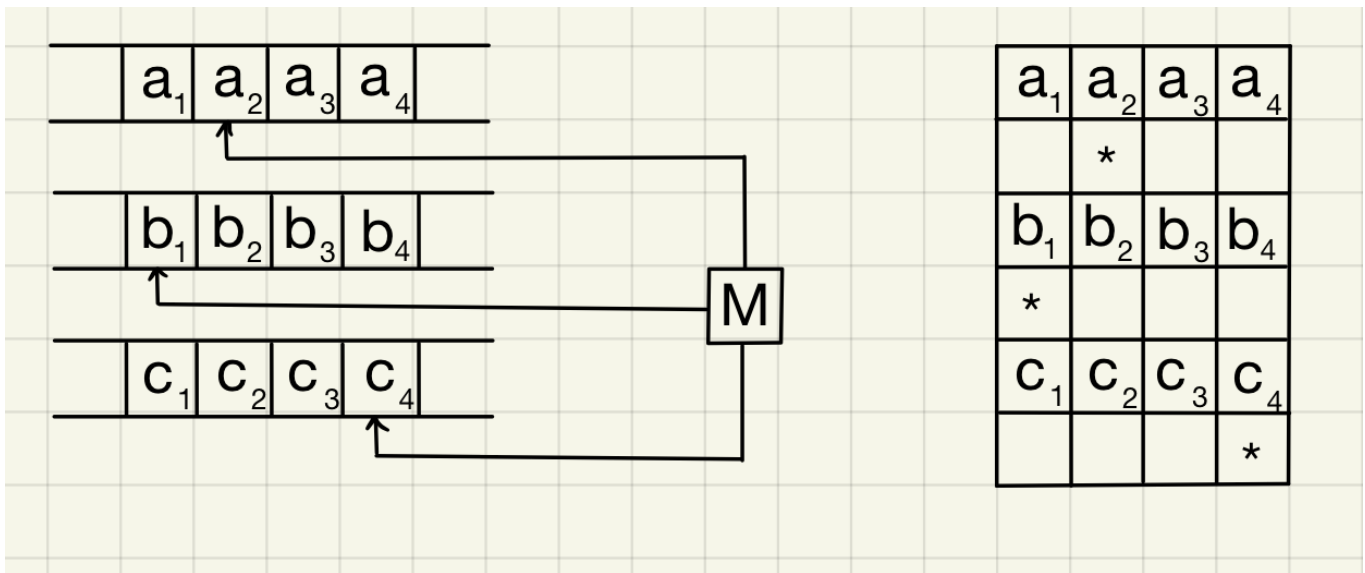 a₁ a₂ a₃ a₄
b₁ b₂ b₃ b₄
c₁ c₂ c₃ c₄
M
a₁ a₂ a₃ a₄
*
b₁ b₂ b₃ b₄
*
c₁ c₂ c₃ c₄
*